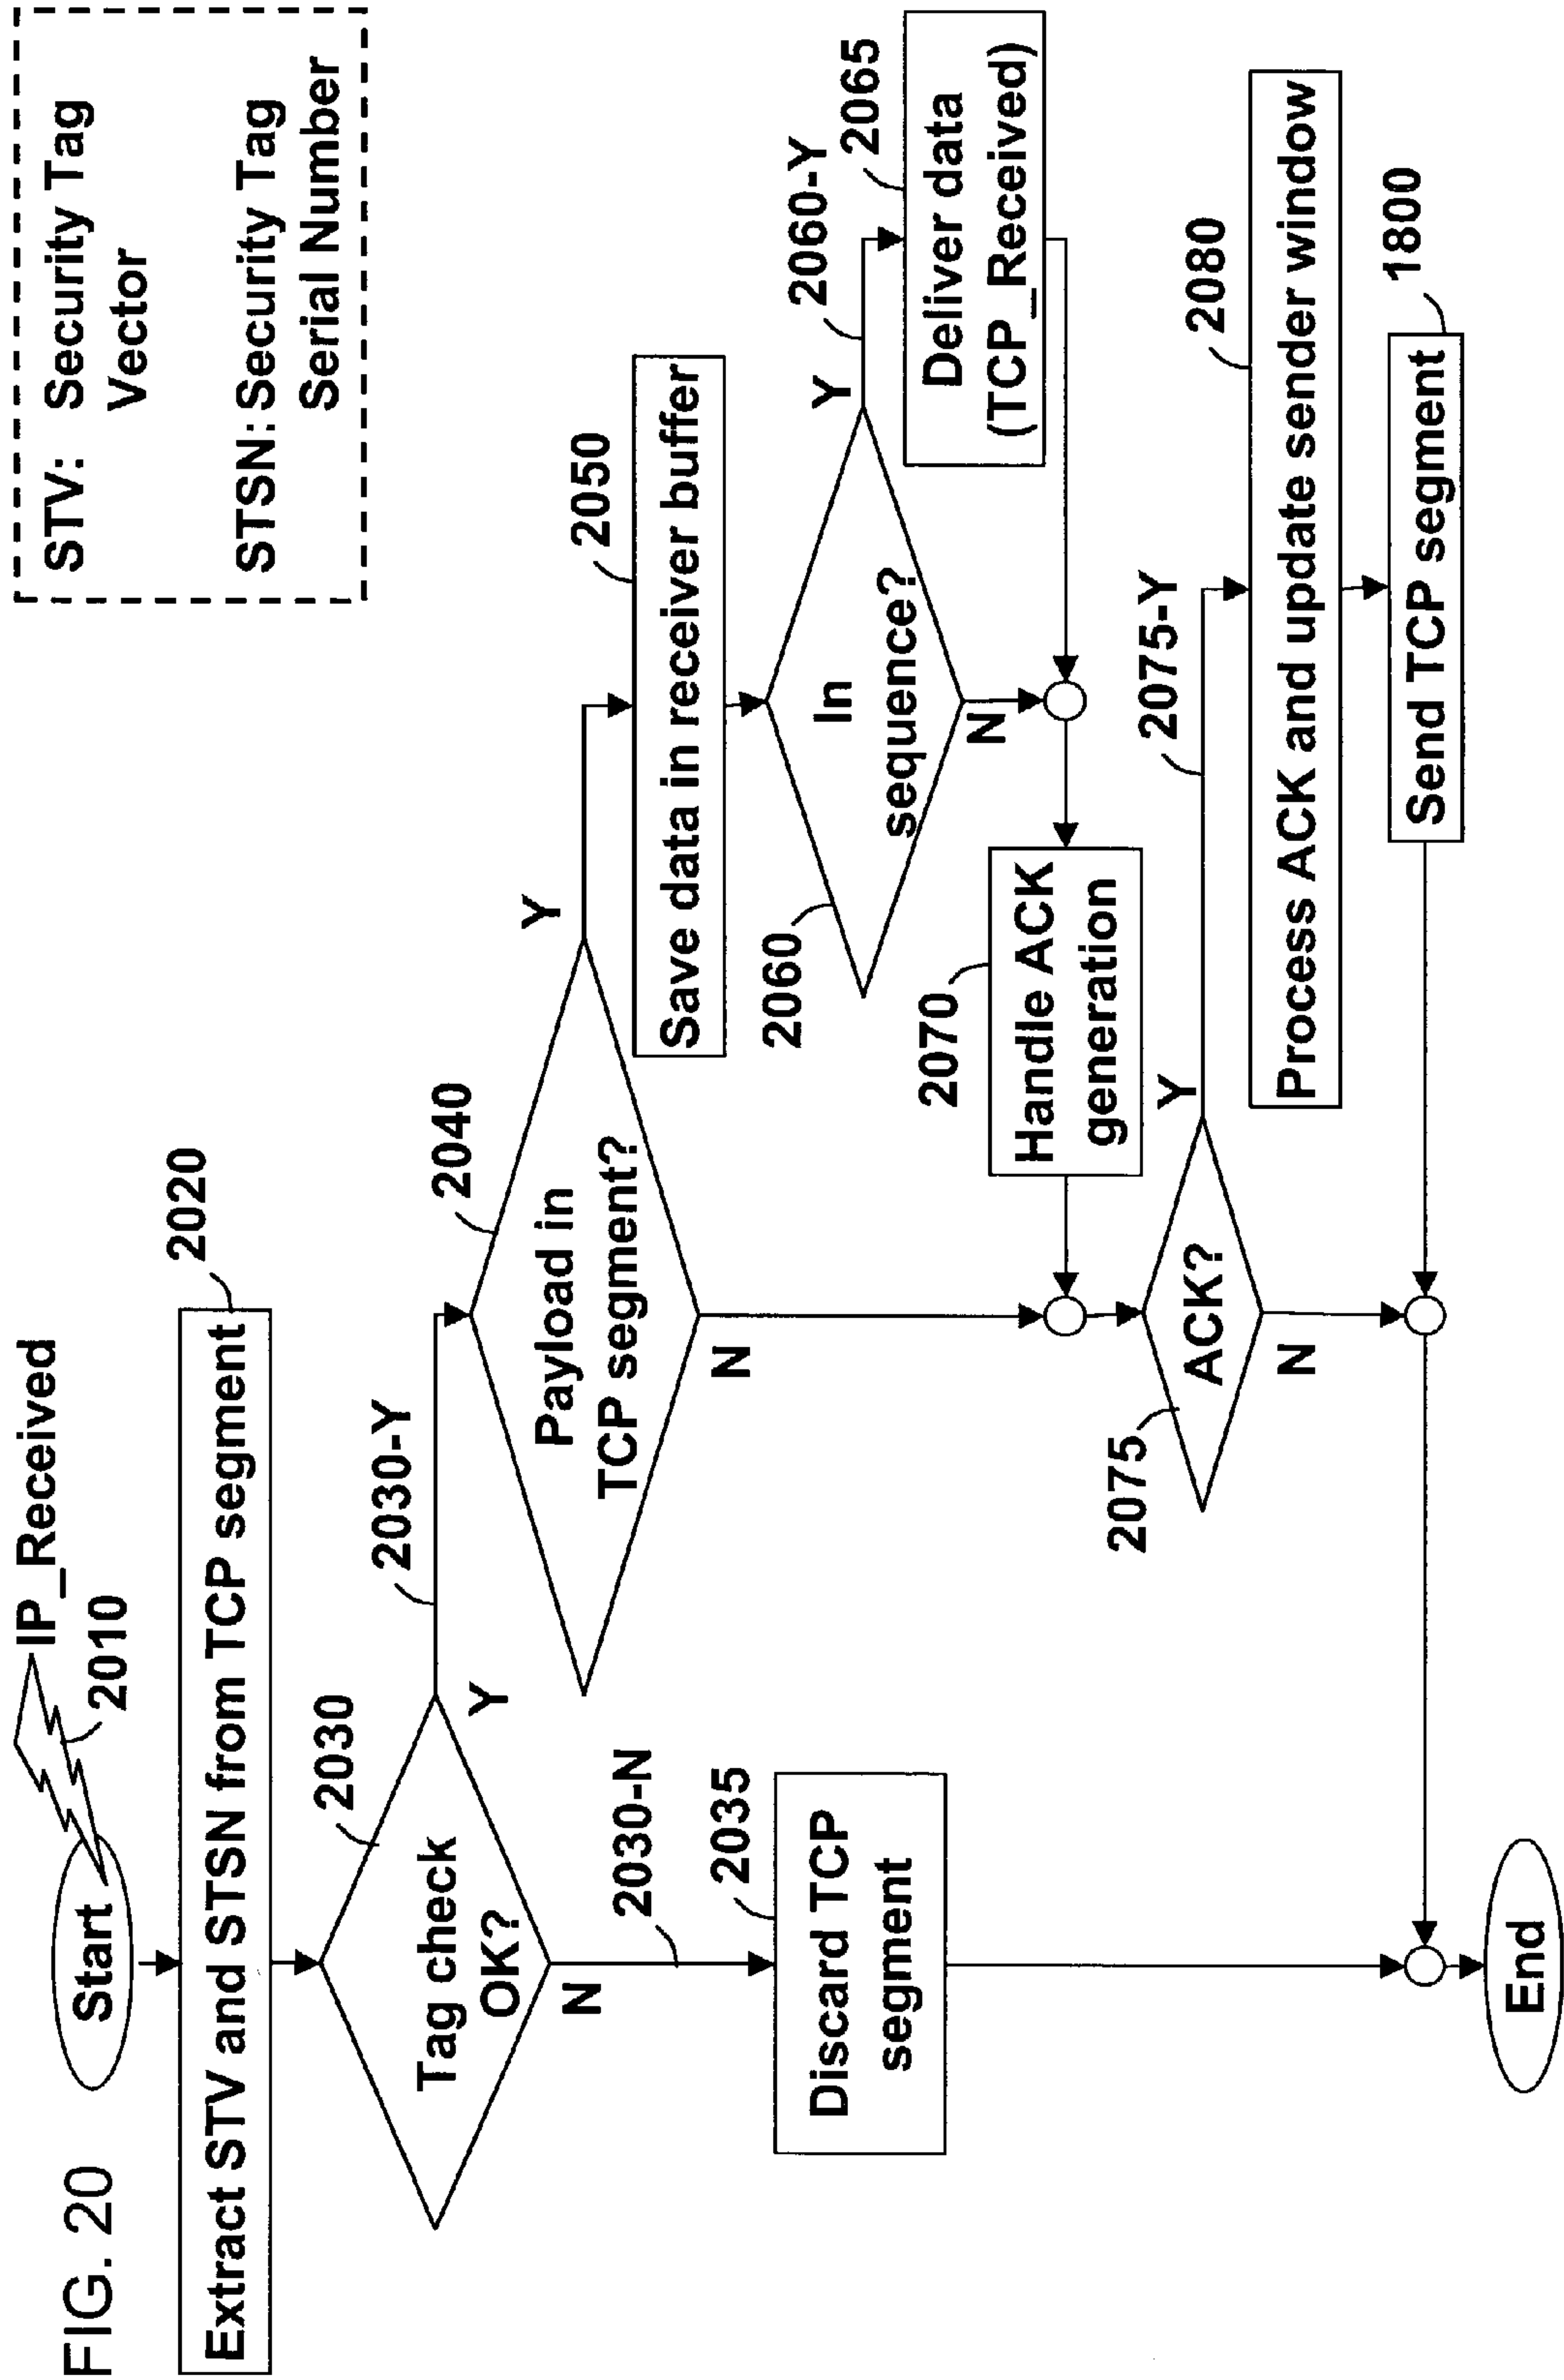 FIG. 20
Start
IP_Received
2010
STV: Security Tag
Vector
STSN:Security Tag
Serial Number
2020
Extract STV and STSN from TCP segment
2030
Tag check
OK?
Y
2030-Y
N
2030-N
2035
Discard TCP
segment
2040
Payload in
TCP segment?
Y
N
2050
Save data in receiver buffer
2060
In
sequence?
Y
2060-Y
N
2065
Deliver data
(TCP_Received)
2070
Handle ACK
generation
2075
ACK?
Y
2075-Y
N
2080
Process ACK and update sender window
1800
Send TCP segment
End